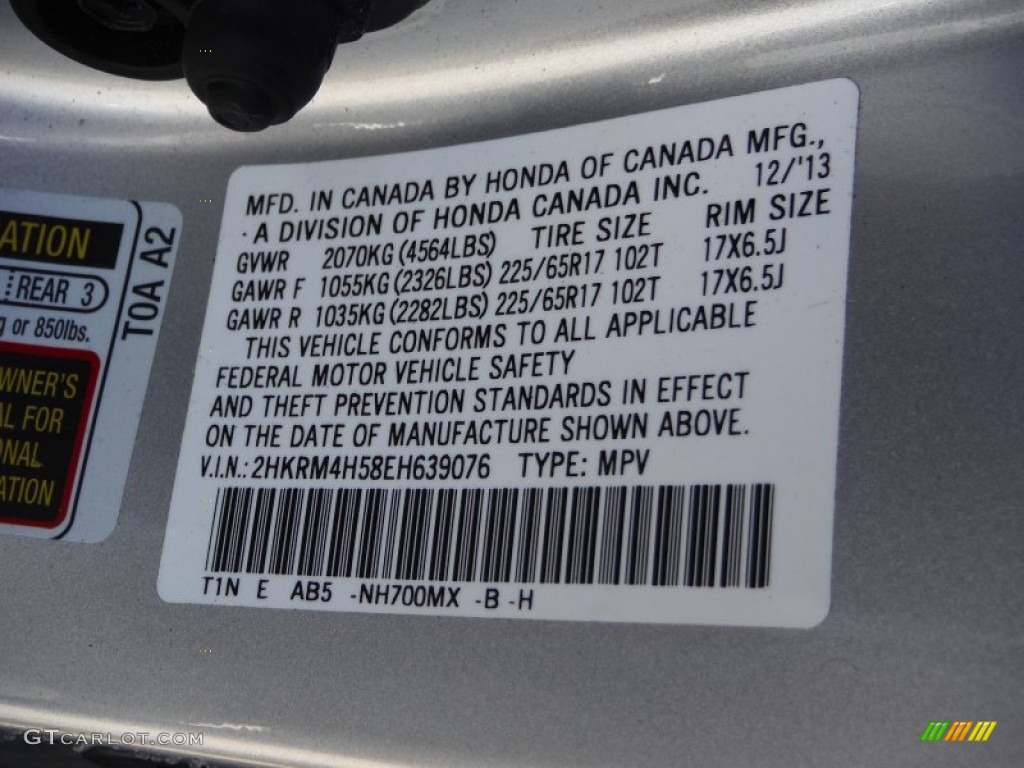 MFD. IN CANADA BY HONDA OF CANADA MFG.,
A DIVISION OF HONDA CANADA INC. 12/'13
GVWR 2070KG (4564LBS) TIRE SIZE RIM SIZE
GAWR F 1055KG (2326LBS) 225/65R17 102T 17X6.5J
GAWR R 1035KG (2282LBS) 225/65R17 102T 17X6.5J
THIS VEHICLE CONFORMS TO ALL APPLICABLE
FEDERAL MOTOR VEHICLE SAFETY
AND THEFT PREVENTION STANDARDS IN EFFECT
ON THE DATE OF MANUFACTURE SHOWN ABOVE.
V.I.N.: 2HKRM4H58EH639076 TYPE: MPV
T1N E AB5 -NH700MX -B -H
ATION
REAR 3
g or 850lbs.
WNER'S
AL FOR
ONAL
ATION
T0A A2
GTCARLOT.COM